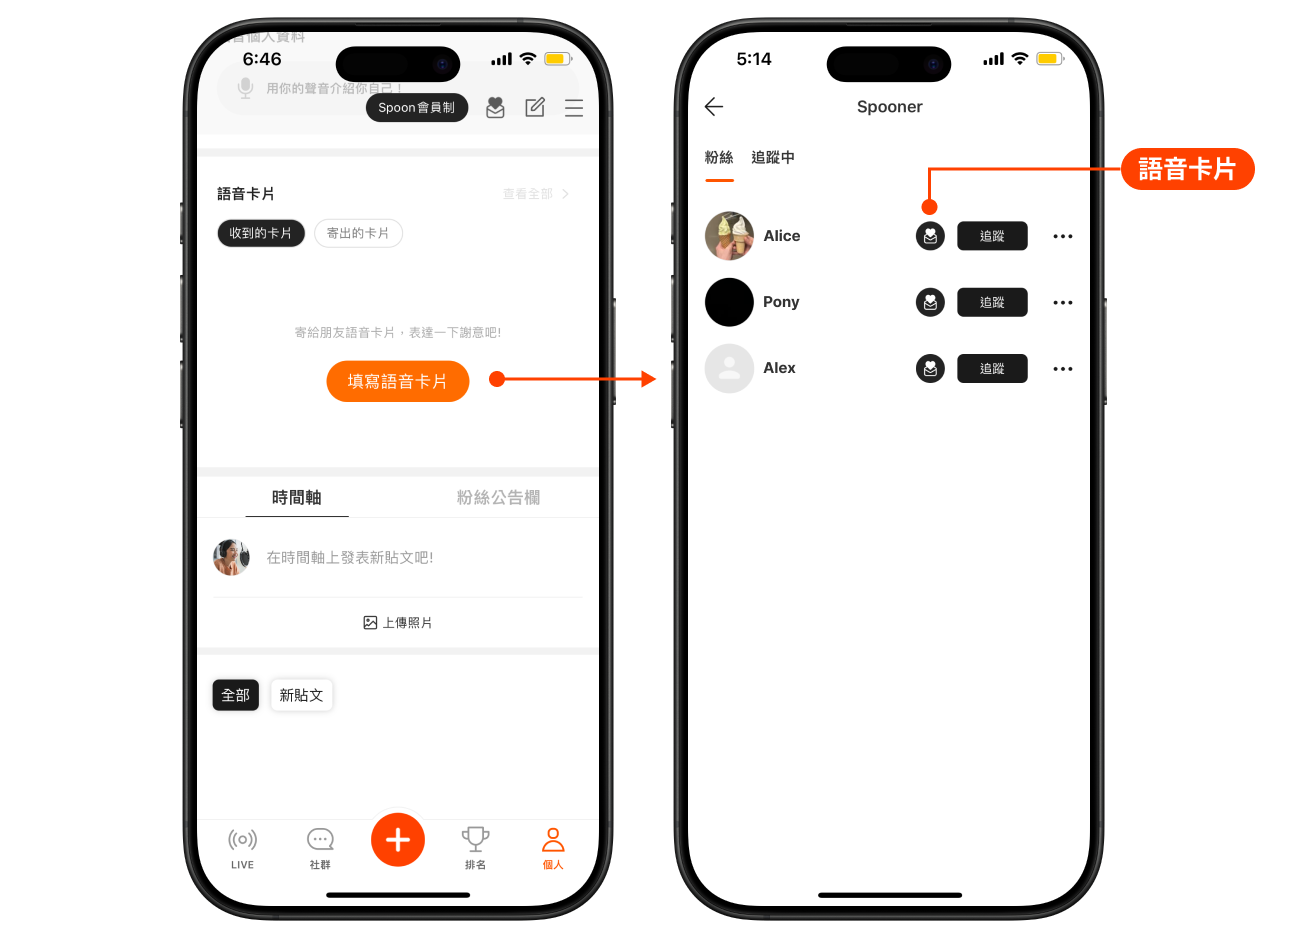 個人資料
6:46
用你的聲音介紹你自己！
Spoon會員制
語音卡片
查看全部
收到的卡片
寄出的卡片
寄給朋友語音卡片，表達一下謝意吧!
填寫語音卡片
時間軸
粉絲公告欄
在時間軸上發表新貼文吧!
上傳照片
全部
新貼文
LIVE
社群
排名
個人
5:14
Spooner
粉絲
追蹤中
語音卡片
Alice
追蹤
Pony
追蹤
Alex
追蹤